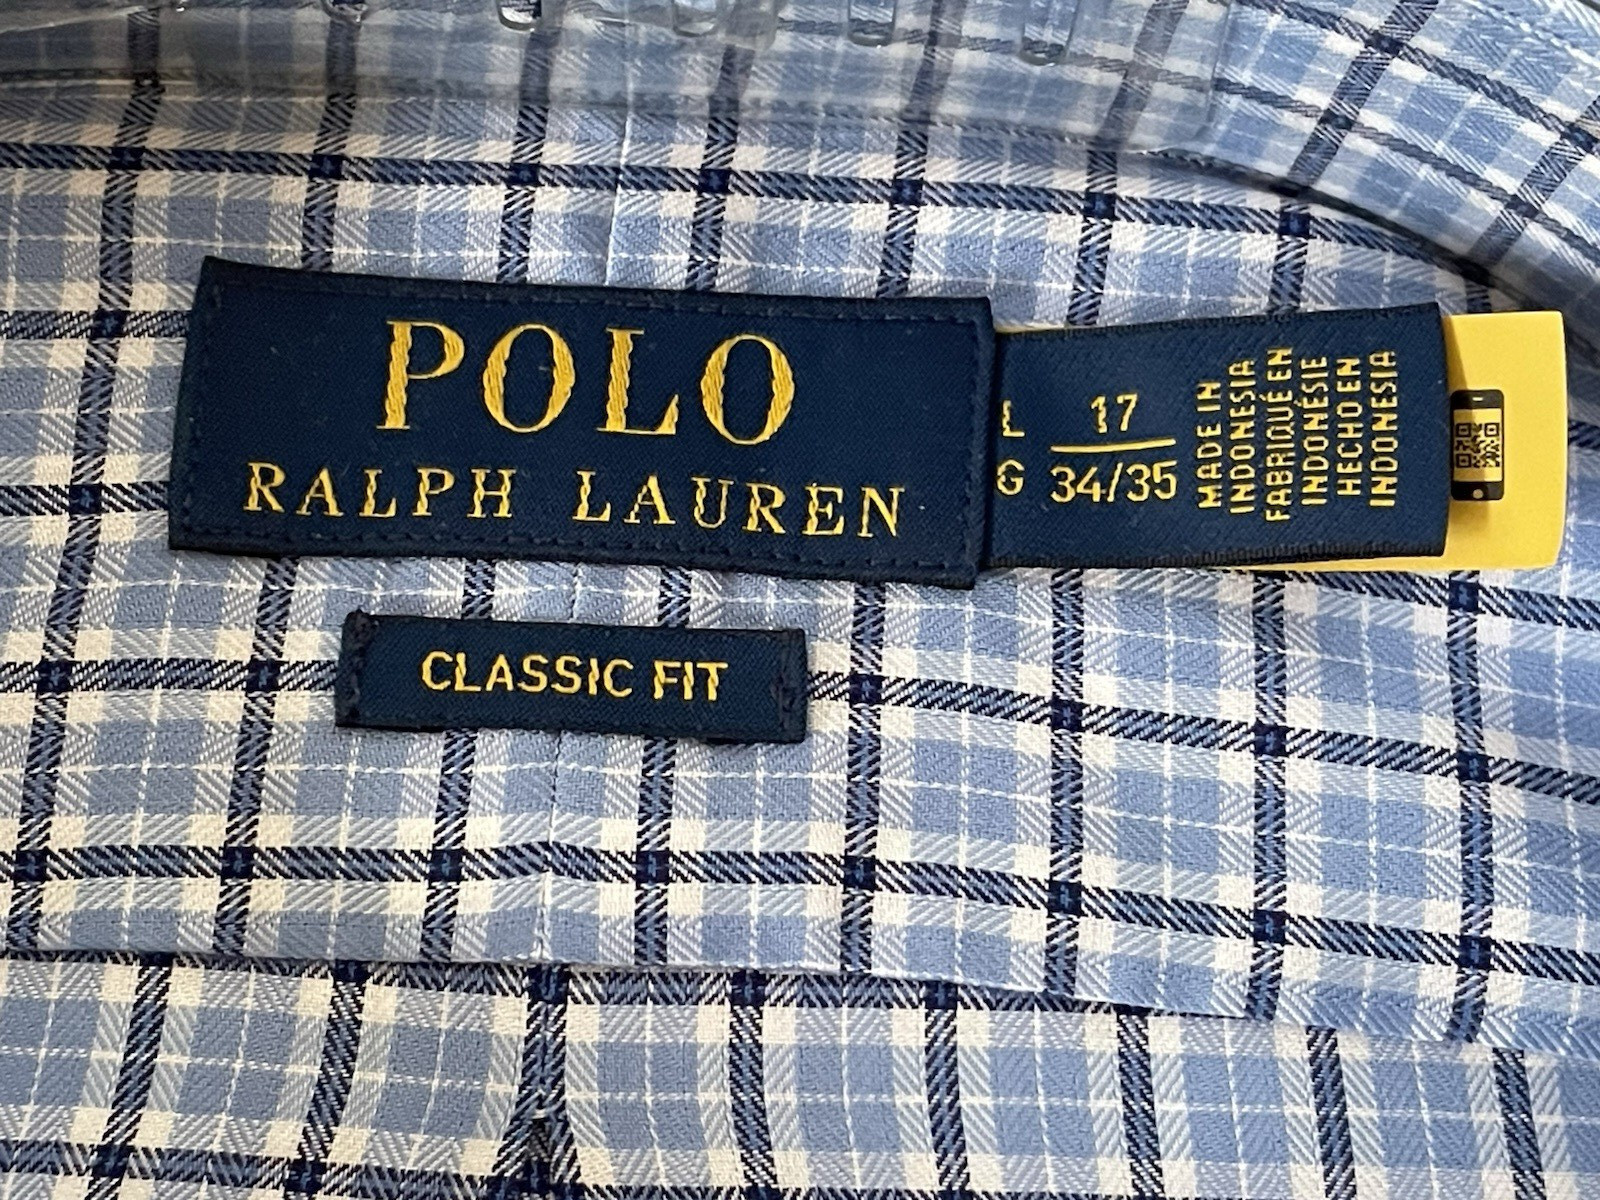 POLO
RALPH LAUREN
L 17
G 34/35
MADE IN
INDONESIA
FABRIQUÉ EN
INDONÉSIE
HECHO EN
INDONESIA
CLASSIC FIT